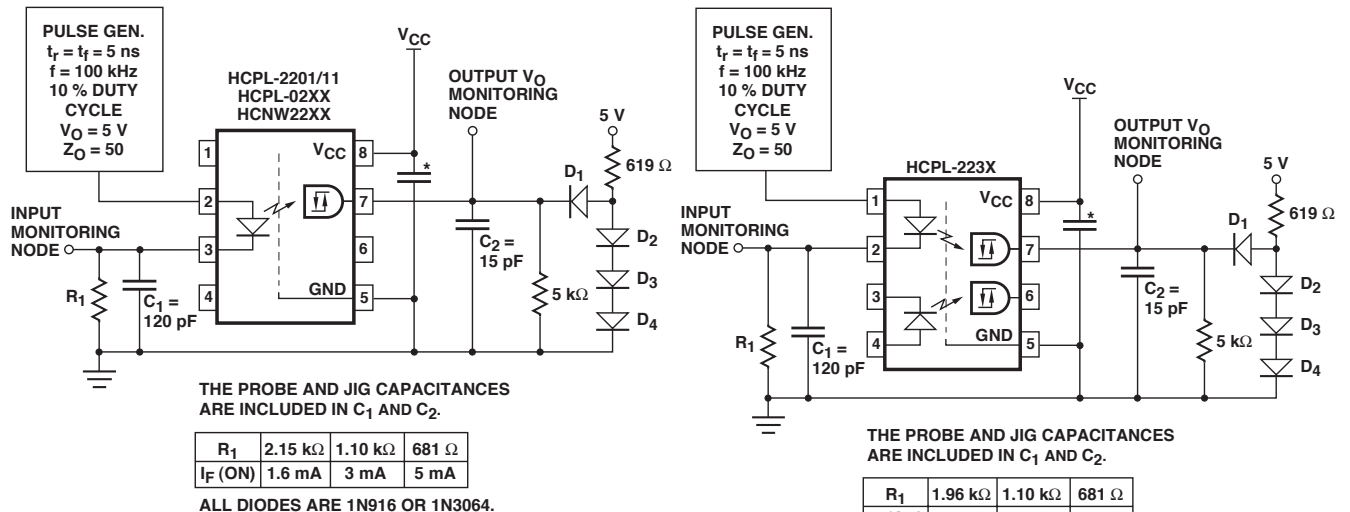 PULSE GEN.
tr = tf = 5 ns
f = 100 kHz
10 % DUTY
CYCLE
VO = 5 V
ZO = 50
VCC
HCPL-2201/11
HCPL-02XX
HCNW22XX
OUTPUT VO
MONITORING
NODE
5 V
619 Ω
D1
1
VCC 8
*
2
7
INPUT
MONITORING
NODE
3
6
C2 =
15 pF
D2
D3
D4
5 kΩ
R1
C1 =
120 pF
4
GND 5
THE PROBE AND JIG CAPACITANCES
ARE INCLUDED IN C1 AND C2.
R1 2.15 kΩ 1.10 kΩ 681 Ω
IF (ON) 1.6 mA 3 mA 5 mA
ALL DIODES ARE 1N916 OR 1N3064.
PULSE GEN.
tr = tf = 5 ns
f = 100 kHz
10 % DUTY
CYCLE
VO = 5 V
ZO = 50
VCC
OUTPUT VO
MONITORING
NODE
5 V
619 Ω
D1
HCPL-223X
1
VCC 8
*
INPUT
MONITORING
NODE
2
7
C2 =
15 pF
D2
D3
D4
5 kΩ
3
6
R1
C1 =
120 pF
4
GND 5
THE PROBE AND JIG CAPACITANCES
ARE INCLUDED IN C1 AND C2.
R1 1.96 kΩ 1.10 kΩ 681 Ω